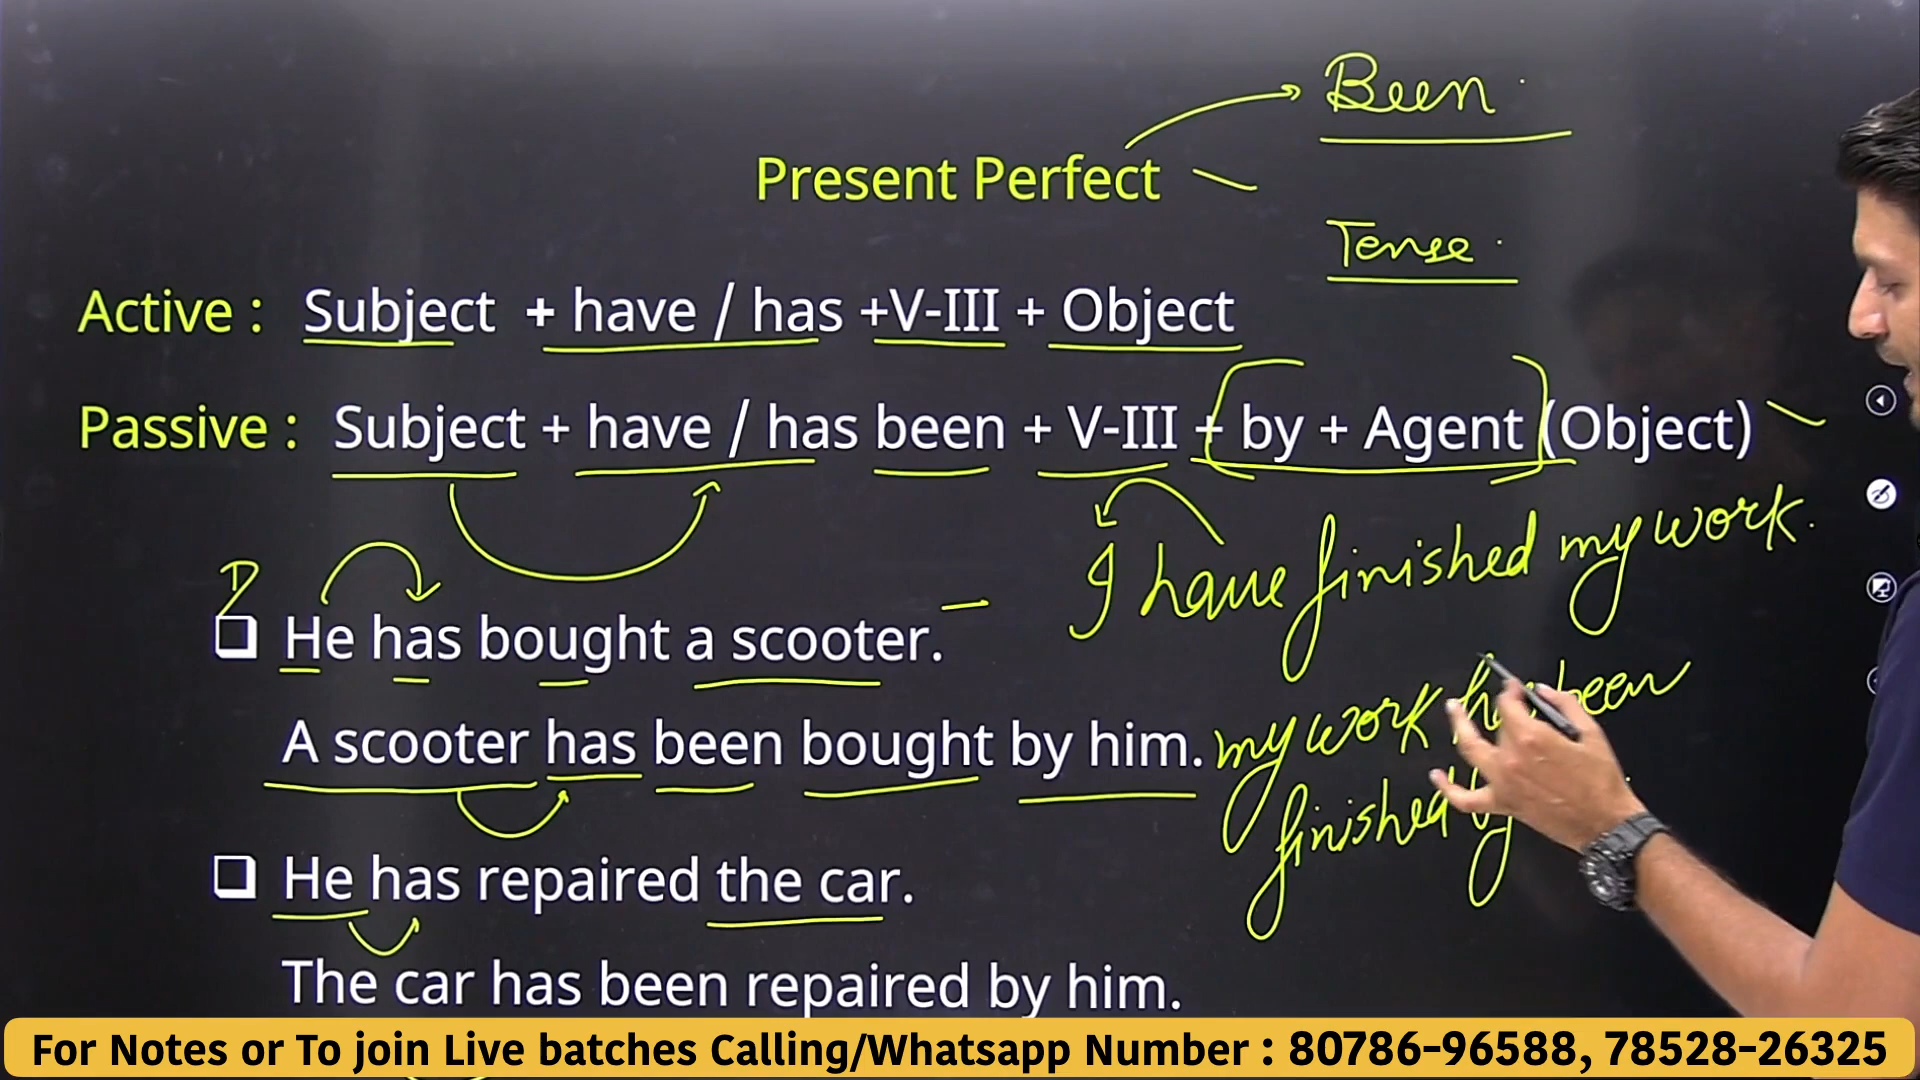 Been
Present Perfect
Tense
Active : Subject + have / has +V-III + Object
Passive : Subject + have / has been + V-III + by + Agent (Object)
I have finished my work.
He has bought a scooter.
my work been
A scooter has been bought by him.
finished
He has repaired the car.
The car has been repaired by him.
For Notes or To join Live batches Calling/Whatsapp Number : 80786-96588, 78528-26325